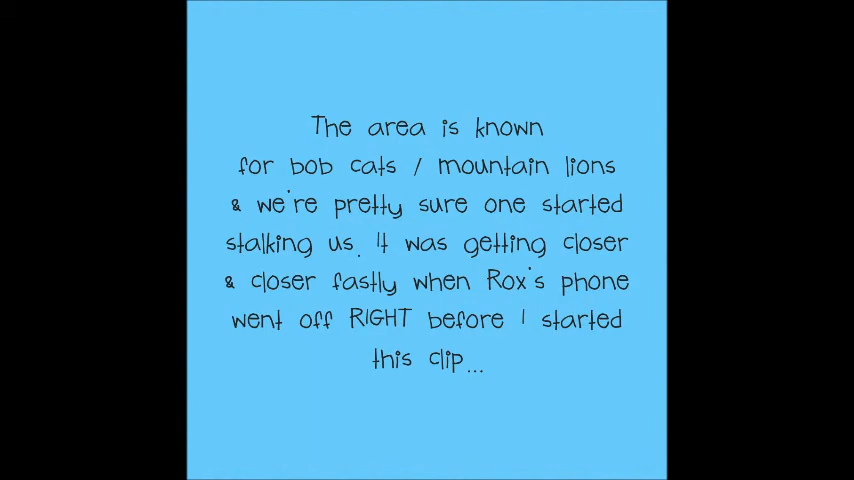 The area is known
for bob cats / mountain lions
& we're pretty sure one started
stalking us. It was getting closer
& closer fastly when Rox's phone
went off RIGHT before I started
this clip...